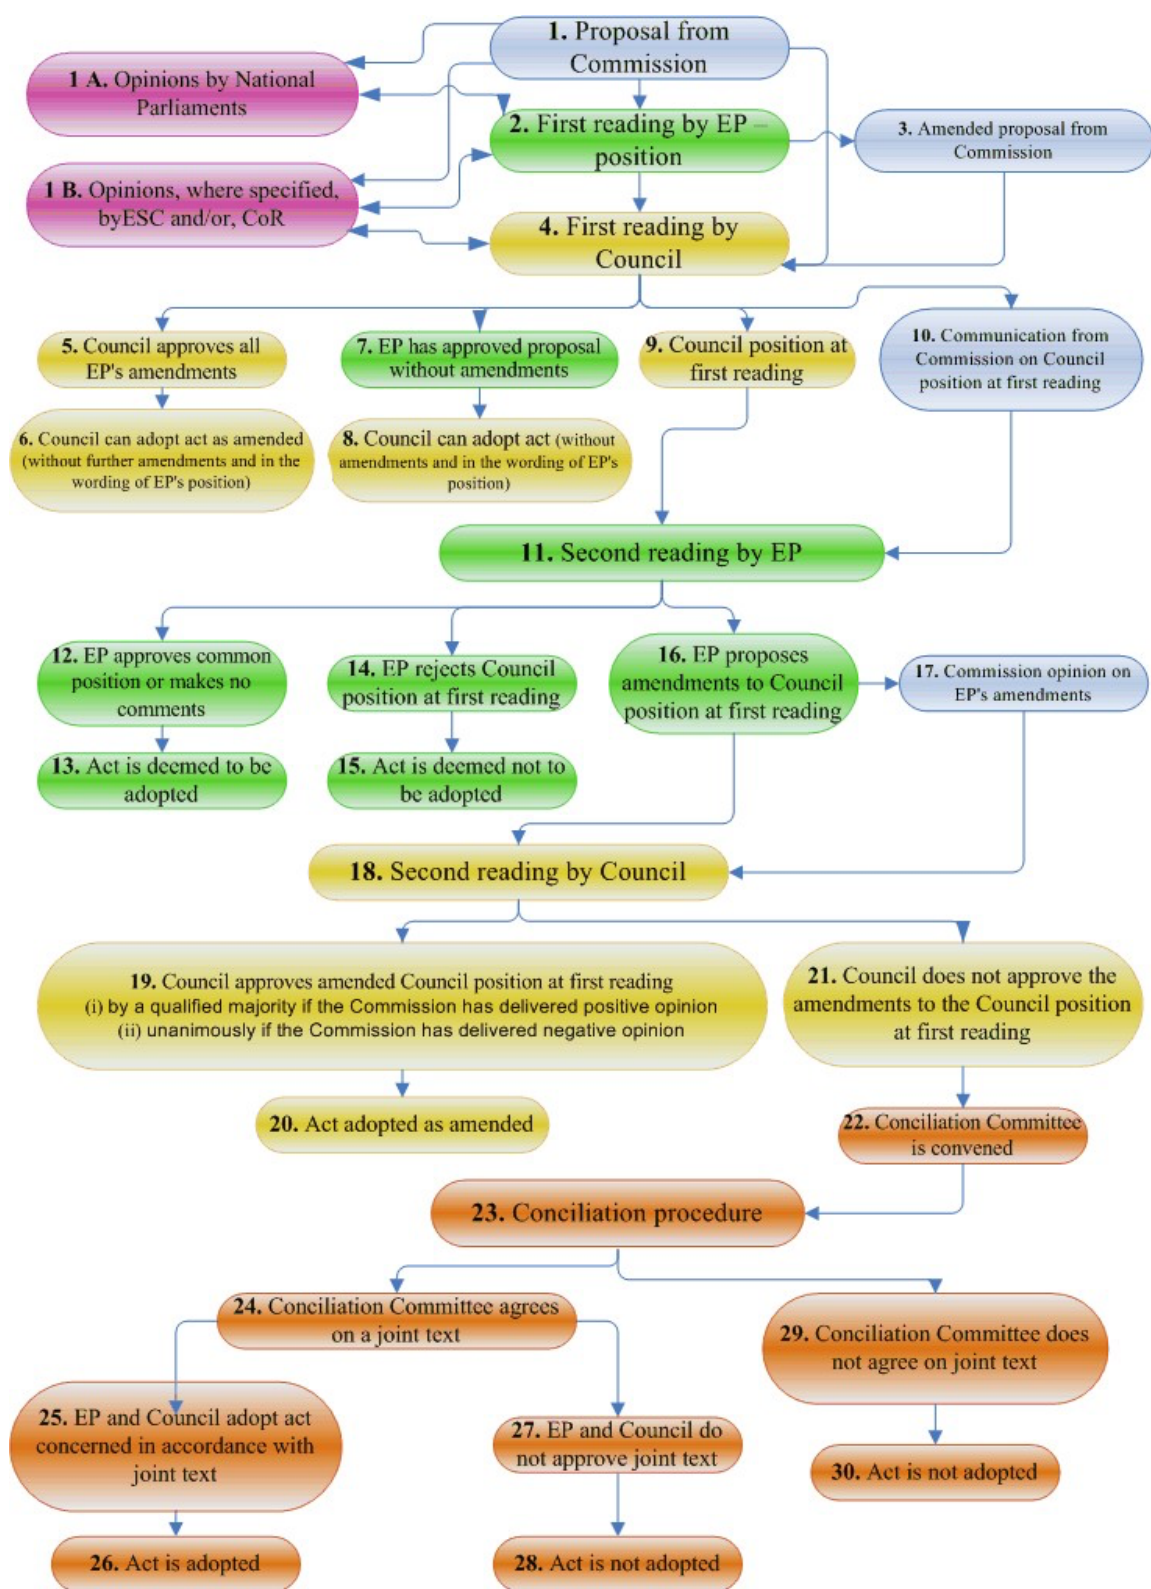 1. Proposal from
Commission
1 A. Opinions by National
Parliaments
2. First reading by EP –
position
3. Amended proposal from
Commission
1 B. Opinions, where specified,
byESC and/or, CoR
4. First reading by
Council
5. Council approves all
EP's amendments
7. EP has approved proposal
without amendments
9. Council position at
first reading
10. Communication from
Commission on Council
position at first reading
6. Council can adopt act as amended
(without further amendments and in the
wording of EP's position)
8. Council can adopt act (without
amendments and in the wording of EP's
position)
11. Second reading by EP
12. EP approves common
position or makes no
comments
14. EP rejects Council
position at first reading
16. EP proposes
amendments to Council
position at first reading
17. Commission opinion on
EP's amendments
13. Act is deemed to be
adopted
15. Act is deemed not to
be adopted
18. Second reading by Council
19. Council approves amended Council position at first reading
(i) by a qualified majority if the Commission has delivered positive opinion
(ii) unanimously if the Commission has delivered negative opinion
21. Council does not approve the
amendments to the Council position
at first reading
20. Act adopted as amended
22. Conciliation Committee
is convened
23. Conciliation procedure
24. Conciliation Committee agrees
on a joint text
29. Conciliation Committee does
not agree on joint text
25. EP and Council adopt act
concerned in accordance with
joint text
27. EP and Council do
not approve joint text
30. Act is not adopted
26. Act is adopted
28. Act is not adopted